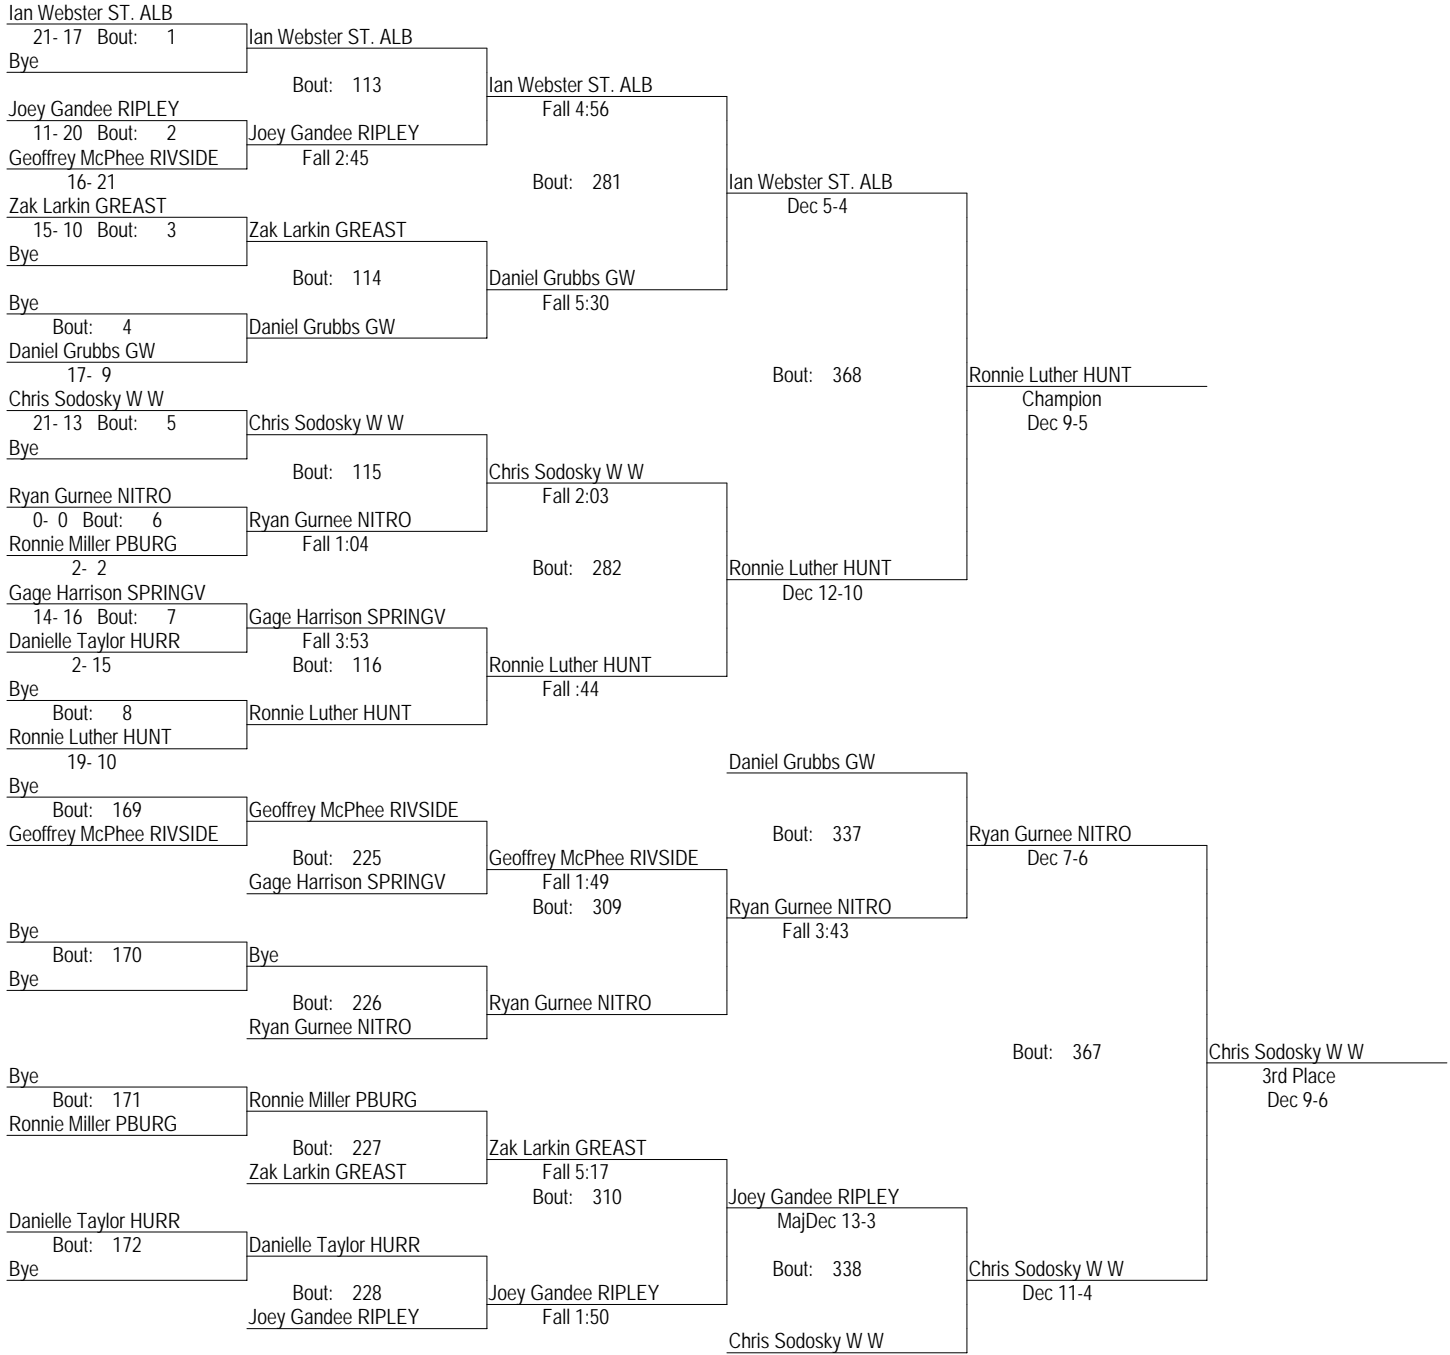 Ian Webster ST. ALB
21- 17 Bout: 1 Ian Webster ST. ALB
Bye
Bout: 113 Ian Webster ST. ALB
Joey Gandee RIPLEY Fall 4:56
11- 20 Bout: 2 Joey Gandee RIPLEY
Geoffrey McPhee RIVSIDE Fall 2:45
16- 21 Bout: 281 Ian Webster ST. ALB
Zak Larkin GREAST Dec 5-4
15- 10 Bout: 3 Zak Larkin GREAST
Bye
Bout: 114 Daniel Grubbs GW
Bye Fall 5:30
Bout: 4 Daniel Grubbs GW
Daniel Grubbs GW
17- 9 Bout: 368 Ronnie Luther HUNT
Chris Sodosky W W Champion
21- 13 Bout: 5 Chris Sodosky W W Dec 9-5
Bye
Bout: 115 Chris Sodosky W W
Ryan Gurnee NITRO Fall 2:03
0- 0 Bout: 6 Ryan Gurnee NITRO
Ronnie Miller PBURG Fall 1:04
2- 2 Bout: 282 Ronnie Luther HUNT
Gage Harrison SPRINGV Dec 12-10
14- 16 Bout: 7 Gage Harrison SPRINGV
Danielle Taylor HURR Fall 3:53
2- 15 Bout: 116 Ronnie Luther HUNT
Bye Fall :44
Bout: 8 Ronnie Luther HUNT
Ronnie Luther HUNT
19- 10 Daniel Grubbs GW
Bye
Bout: 169 Geoffrey McPhee RIVSIDE
Geoffrey McPhee RIVSIDE Bout: 337 Ryan Gurnee NITRO
Bout: 225 Geoffrey McPhee RIVSIDE Dec 7-6
Gage Harrison SPRINGV Fall 1:49
Bout: 309 Ryan Gurnee NITRO
Bye Fall 3:43
Bout: 170 Bye
Bye
Bout: 226 Ryan Gurnee NITRO
Ryan Gurnee NITRO
Bout: 367 Chris Sodosky W W
Bye 3rd Place
Bout: 171 Ronnie Miller PBURG Dec 9-6
Ronnie Miller PBURG
Bout: 227 Zak Larkin GREAST
Zak Larkin GREAST Fall 5:17
Bout: 310 Joey Gandee RIPLEY
Danielle Taylor HURR MajDec 13-3
Bout: 172 Danielle Taylor HURR
Bye Bout: 338 Chris Sodosky W W
Bout: 228 Joey Gandee RIPLEY Dec 11-4
Joey Gandee RIPLEY Fall 1:50
Chris Sodosky W W